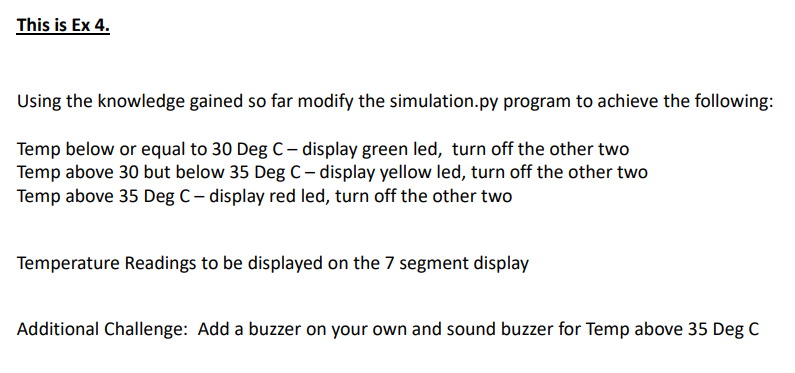 This is Ex 4.
Using the knowledge gained so far modify the simulation.py program to achieve the following:
Temp below or equal to 30 Deg C – display green led,  turn off the other two
Temp above 30 but below 35 Deg C – display yellow led, turn off the other two
Temp above 35 Deg C – display red led, turn off the other two
Temperature Readings to be displayed on the 7 segment display
Additional Challenge:  Add a buzzer on your own and sound buzzer for Temp above 35 Deg C